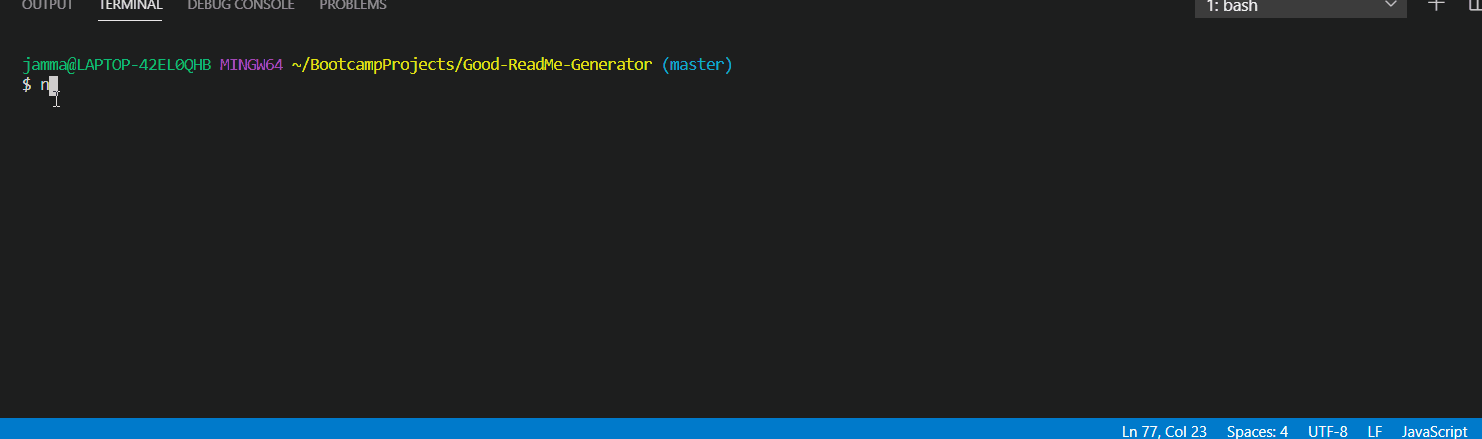 OUTPUT TERMINAL DEBUG CONSOLE PROBLEMS 1: bash
jamma@LAPTOP-42EL0QHB MINGW64 ~/BootcampProjects/Good-ReadMe-Generator (master)
$ n
Ln 77, Col 23 Spaces: 4 UTF-8 LF JavaScript